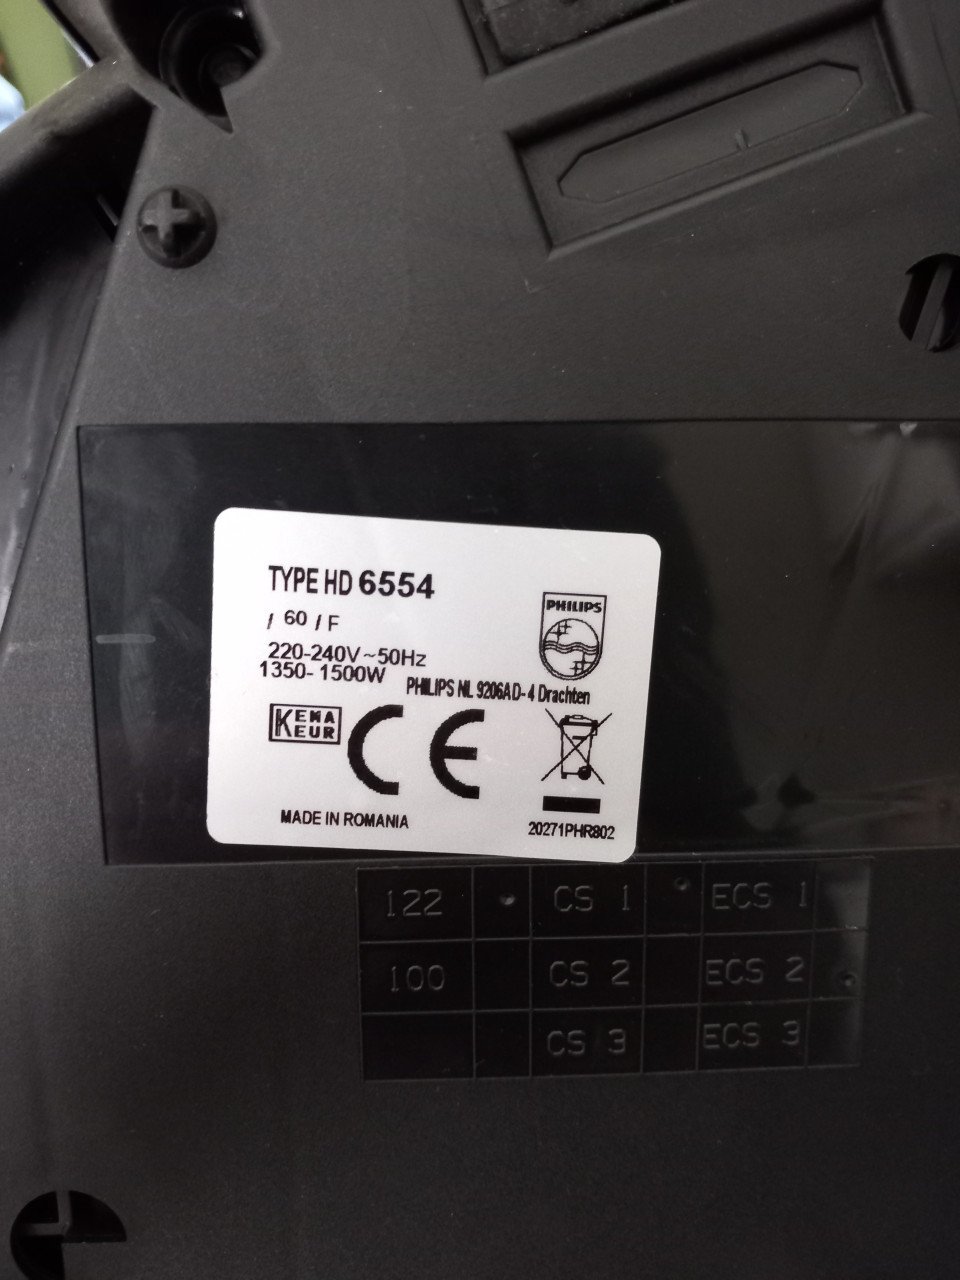 TYPE HD 6554
/ 60 / F
220-240V~50Hz
1350-1500W
PHILIPS
PHILIPS NL 9206AD-4 Drachten
KEMA
KEUR
CE
MADE IN ROMANIA
20271PHR802
122 CS 1 ECS 1
100 CS 2 ECS 2
CS 3 ECS 3